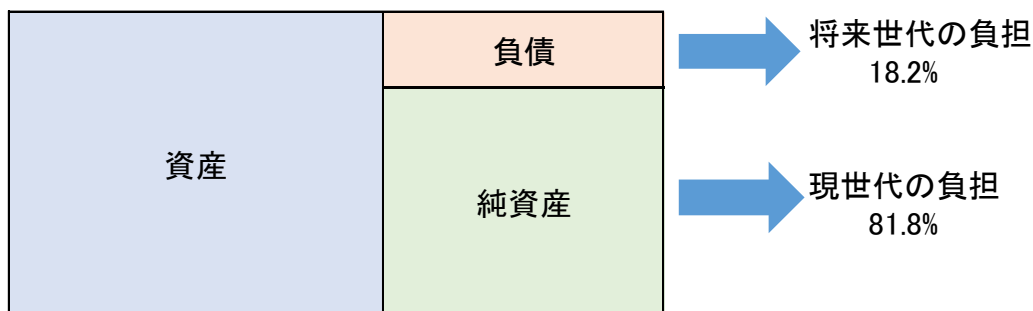 負債
将来世代の負担
18.2%
資産
純資産
現世代の負担
81.8%